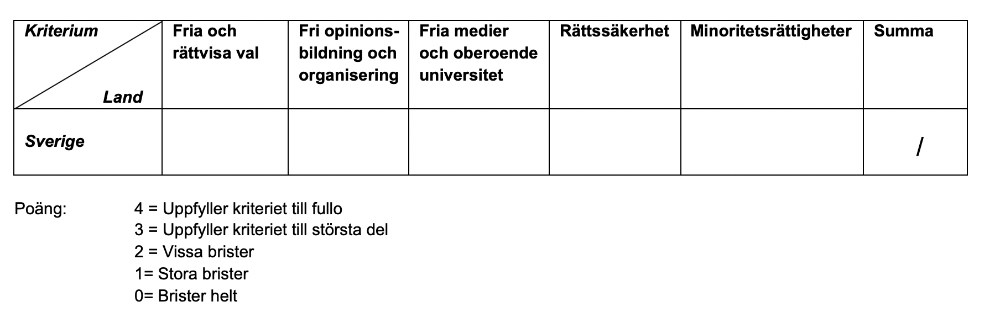 Kriterium
Land
Fria och
rättvisa val
Fri opinions-
bildning och
organisering
Fria medier
och oberoende
universitet
Rättssäkerhet
Minoritetsrättigheter
Summa
Sverige
/
Poäng: 4 = Uppfyller kriteriet till fullo
3 = Uppfyller kriteriet till största del
2 = Vissa brister
1= Stora brister
0= Brister helt